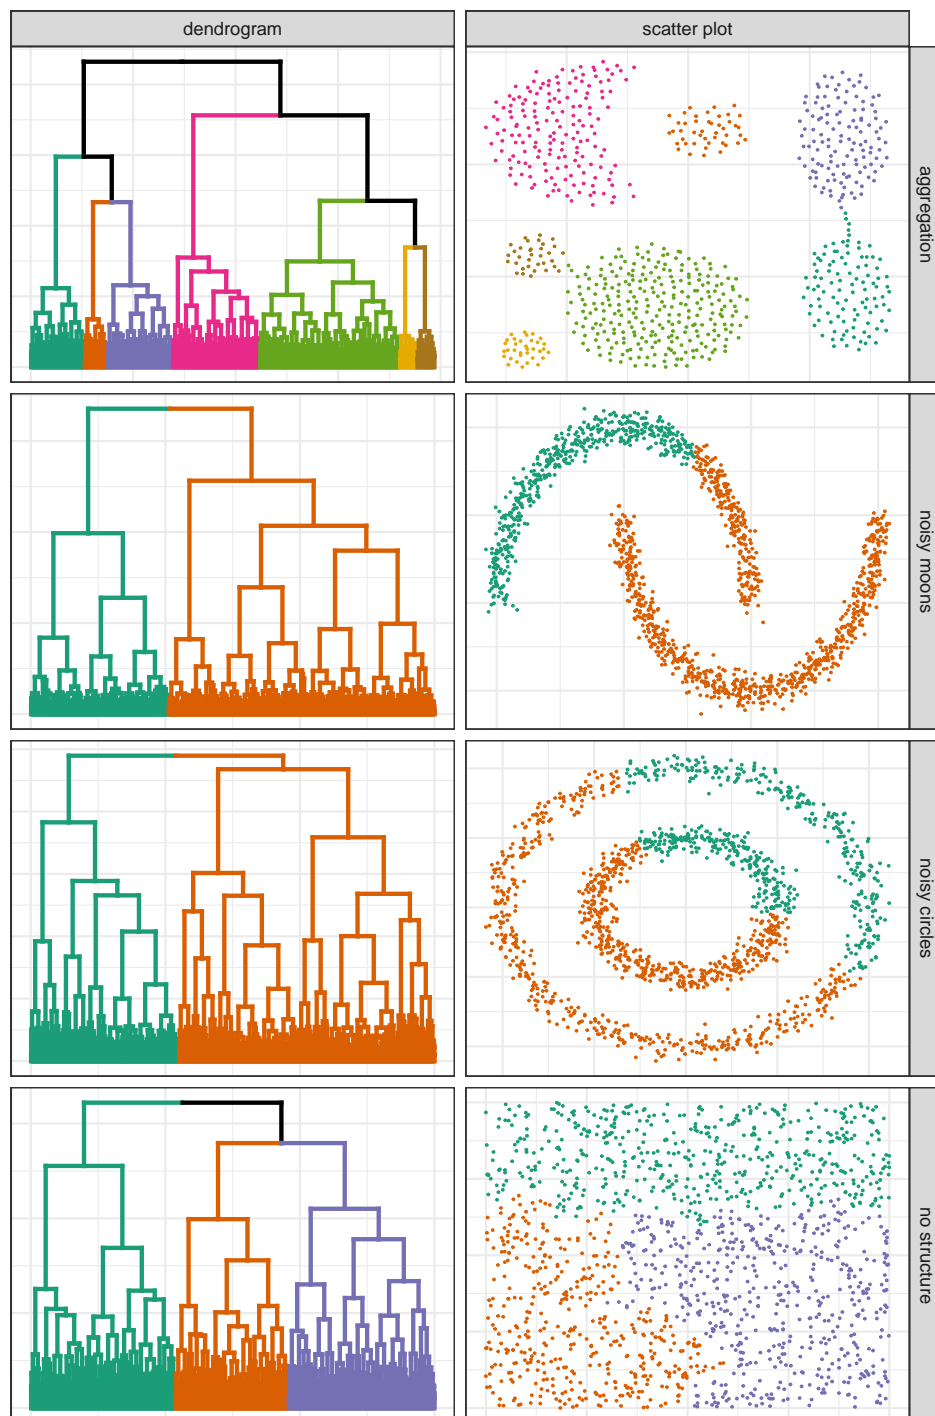 dendrogram
scatter plot
aggregation
noisy moons
noisy circles
no structure